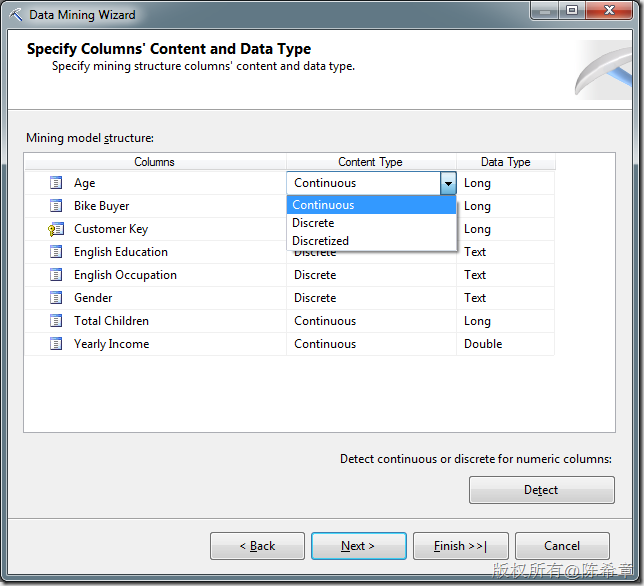 Data Mining Wizard
Specify Columns' Content and Data Type
Specify mining structure columns' content and data type.
Mining model structure:
Columns Content Type Data Type
Age Continuous Long
Continuous
Discrete
Discretized
Bike Buyer Long
Customer Key Long
English Education Discrete Text
English Occupation Discrete Text
Gender Discrete Text
Total Children Continuous Long
Yearly Income Continuous Double
Detect continuous or discrete for numeric columns:
Detect
< Back Next > Finish >>| Cancel
版权所有@陈希章